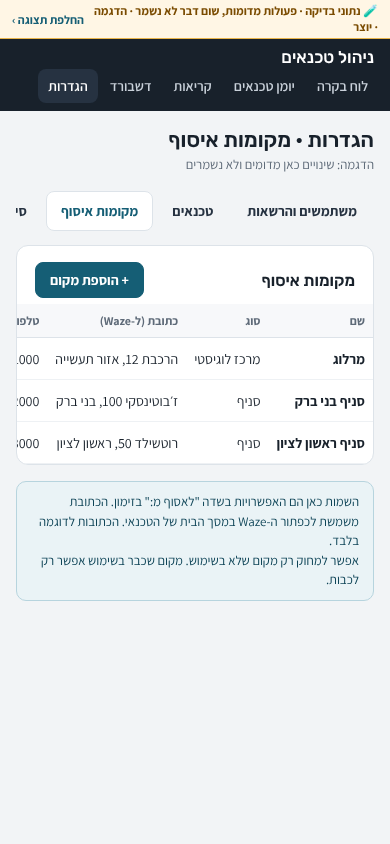 🧪 נתוני בדיקה · פעולות מדומות, שום דבר לא נשמר · הדגמה
· יוצר
החלפת תצוגה ‹
ניהול טכנאים
לוח בקרה
יומן טכנאים
קריאות
דשבורד
הגדרות
הגדרות • מקומות איסוף
הדגמה: שינויים כאן מדומים ולא נשמרים
משתמשים והרשאות
טכנאים
מקומות איסוף
מקומות איסוף
+ הוספת מקום
שם סוג כתובת (ל-Waze)
מרלוג מרכז לוגיסטי הרכבת 12, אזור תעשייה
סניף בני ברק סניף ז׳בוטינסקי 100, בני ברק
סניף ראשון לציון סניף רוטשילד 50, ראשון לציון
השמות כאן הם האפשרויות בשדה "לאסוף מ:" בזימון. הכתובת
משמשת לכפתור ה-Waze במסך הבית של הטכנאי. הכתובות לדוגמה
בלבד.
אפשר למחוק רק מקום שלא בשימוש. מקום שכבר בשימוש אפשר רק
לכבות.